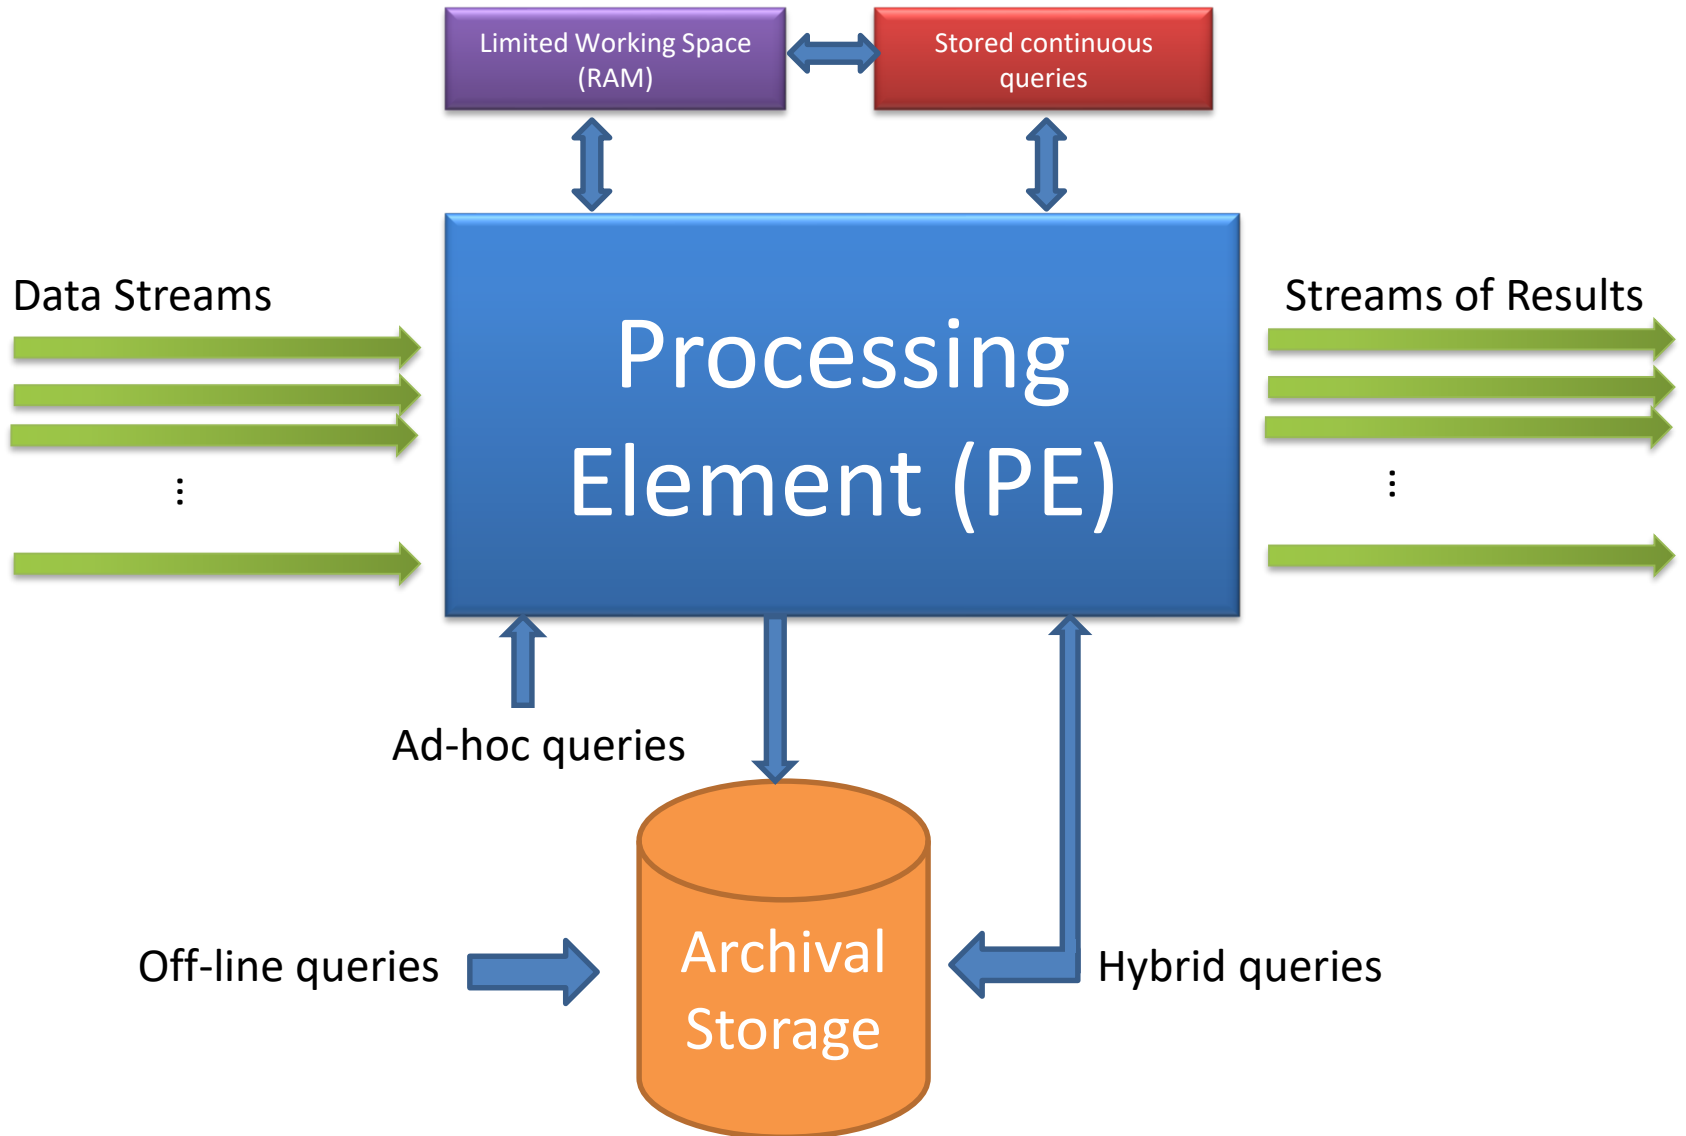 Limited Working Space
(RAM)
Stored continuous
queries
Data Streams
Streams of Results
Processing
Element (PE)
...
...
Ad-hoc queries
Archival
Storage
Off-line queries
Hybrid queries